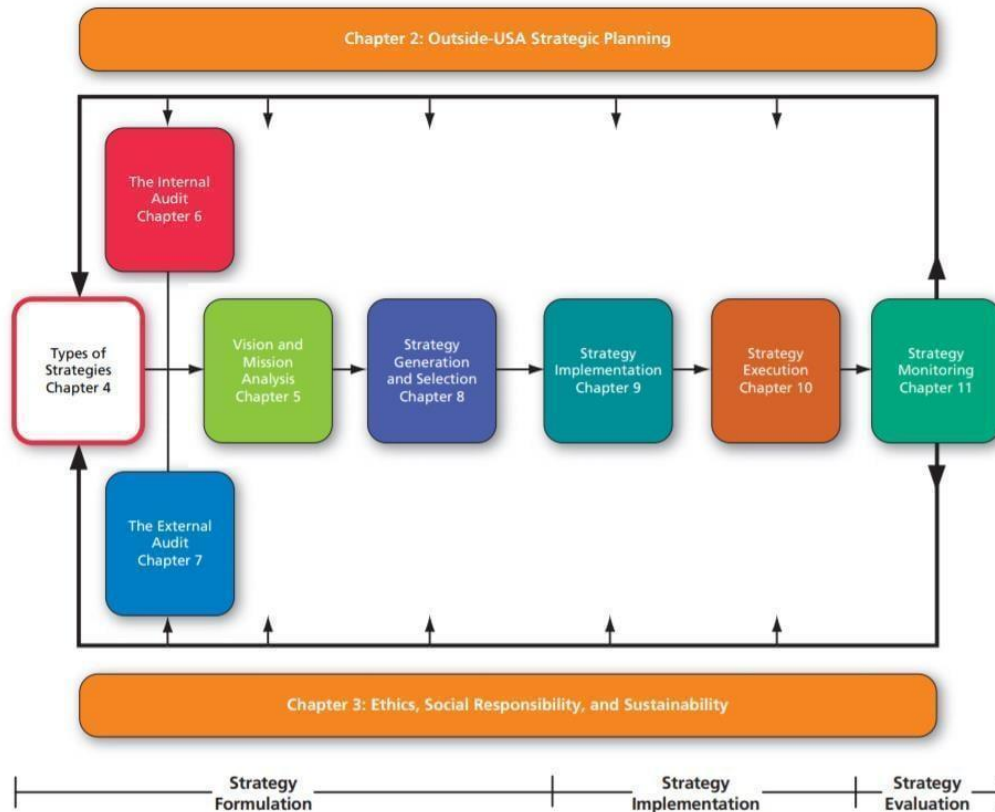 Chapter 2: Outside-USA Strategic Planning
The Internal
Audit
Chapter 6
Types of
Strategies
Chapter 4
Vision and
Mission
Analysis
Chapter 5
Strategy
Generation
and Selection
Chapter 8
Strategy
Implementation
Chapter 9
Strategy
Execution
Chapter 10
Strategy
Monitoring
Chapter 11
The External
Audit
Chapter 7
Chapter 3: Ethics, Social Responsibility, and Sustainability
Strategy
Formulation
Strategy
Implementation
Strategy
Evaluation